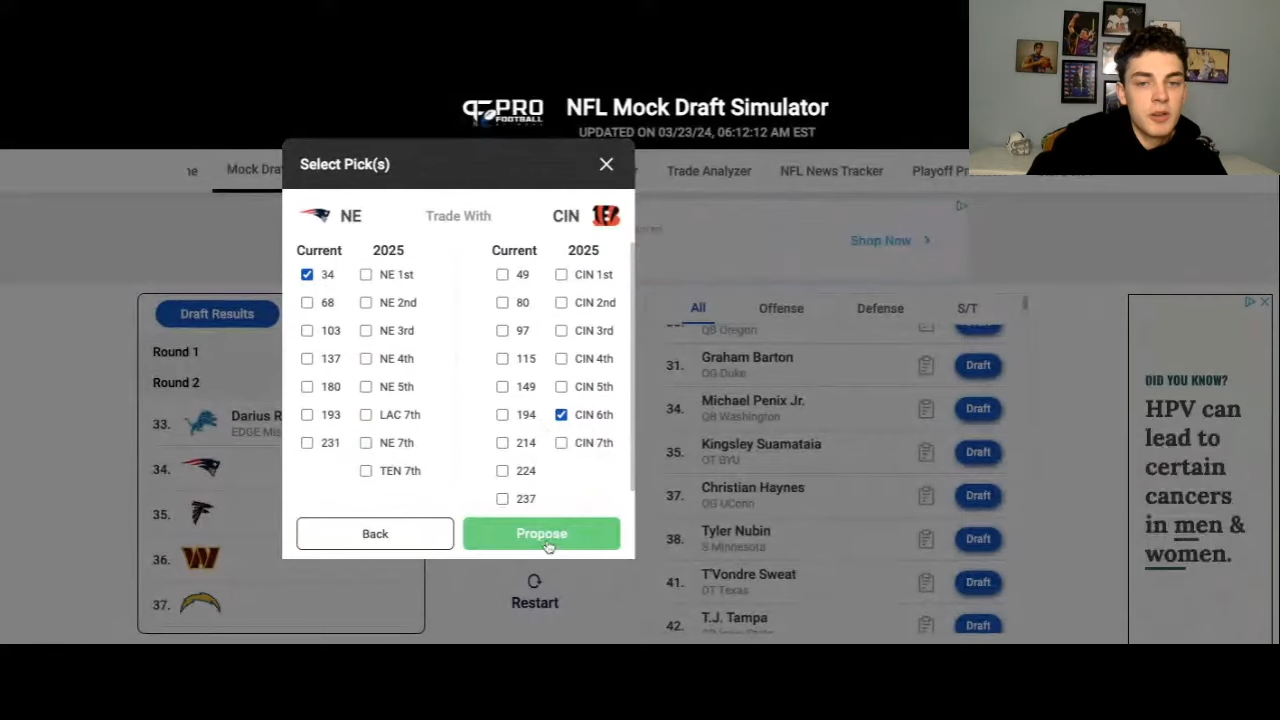 PRO
FOOTBALL
NETWORK
NFL Mock Draft Simulator
UPDATED ON 03/23/24, 06:12:12 AM EST
Mock Dra
Trade Analyzer
NFL News Tracker
Playoff P
Select Pick(s)
NE
Trade With
CIN
Current
2025
Current
2025
34
NE 1st
49
CIN 1st
68
NE 2nd
80
CIN 2nd
103
NE 3rd
97
CIN 3rd
137
NE 4th
115
CIN 4th
180
NE 5th
149
CIN 5th
193
LAC 7th
194
CIN 6th
231
NE 7th
214
CIN 7th
TEN 7th
224
237
Back
Propose
Restart
Shop Now
Draft Results
Round 1
Round 2
33.
Darius R
EDGE Mis
34.
35.
36.
37.
All
Offense
Defense
S/T
QB Oregon
31.
Graham Barton
OG Duke
Draft
34.
Michael Penix Jr.
QB Washington
Draft
35.
Kingsley Suamataia
OT BYU
Draft
37.
Christian Haynes
OG UConn
Draft
38.
Tyler Nubin
S Minnesota
Draft
41.
T'Vondre Sweat
DT Texas
Draft
42.
T.J. Tampa
Draft
DID YOU KNOW?
HPV can
lead to
certain
cancers
in men &
women.